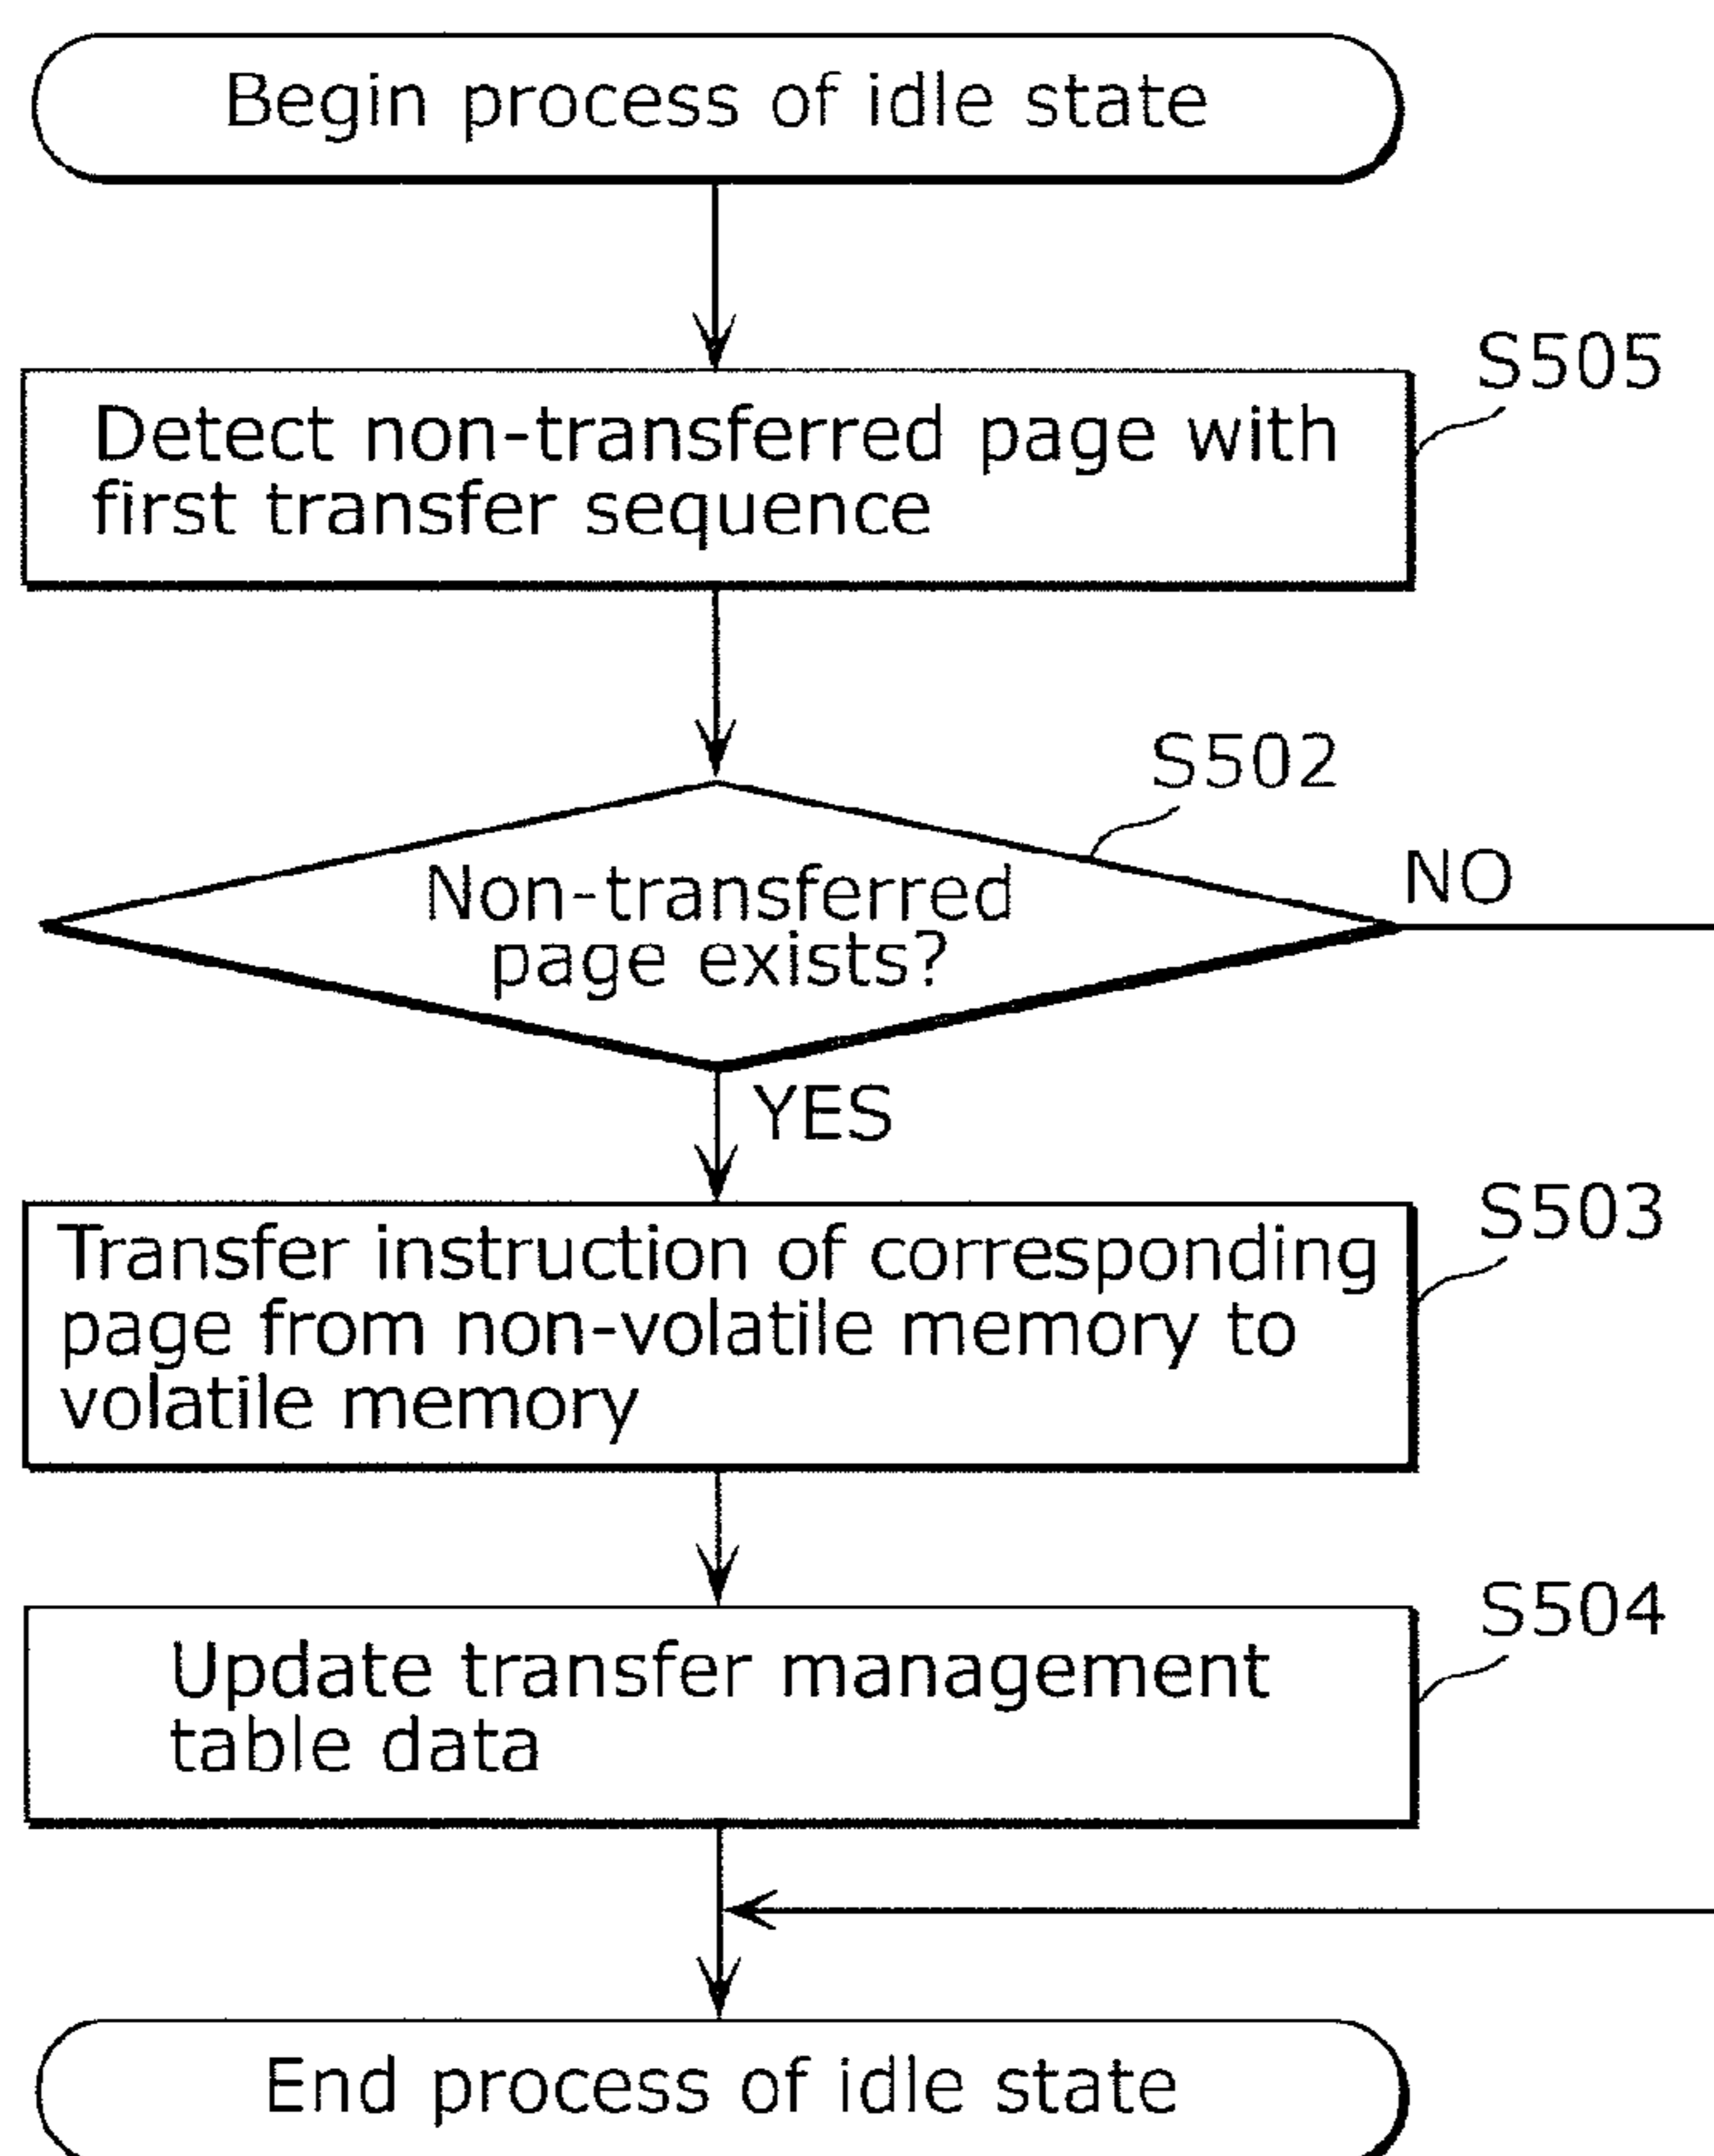 Begin process of idle state
S505
Detect non-transferred page with
first transfer sequence
S502
Non-transferred
page exists?
NO
YES
S503
Transfer instruction of corresponding
page from non-volatile memory to
volatile memory
S504
Update transfer management
table data
End process of idle state